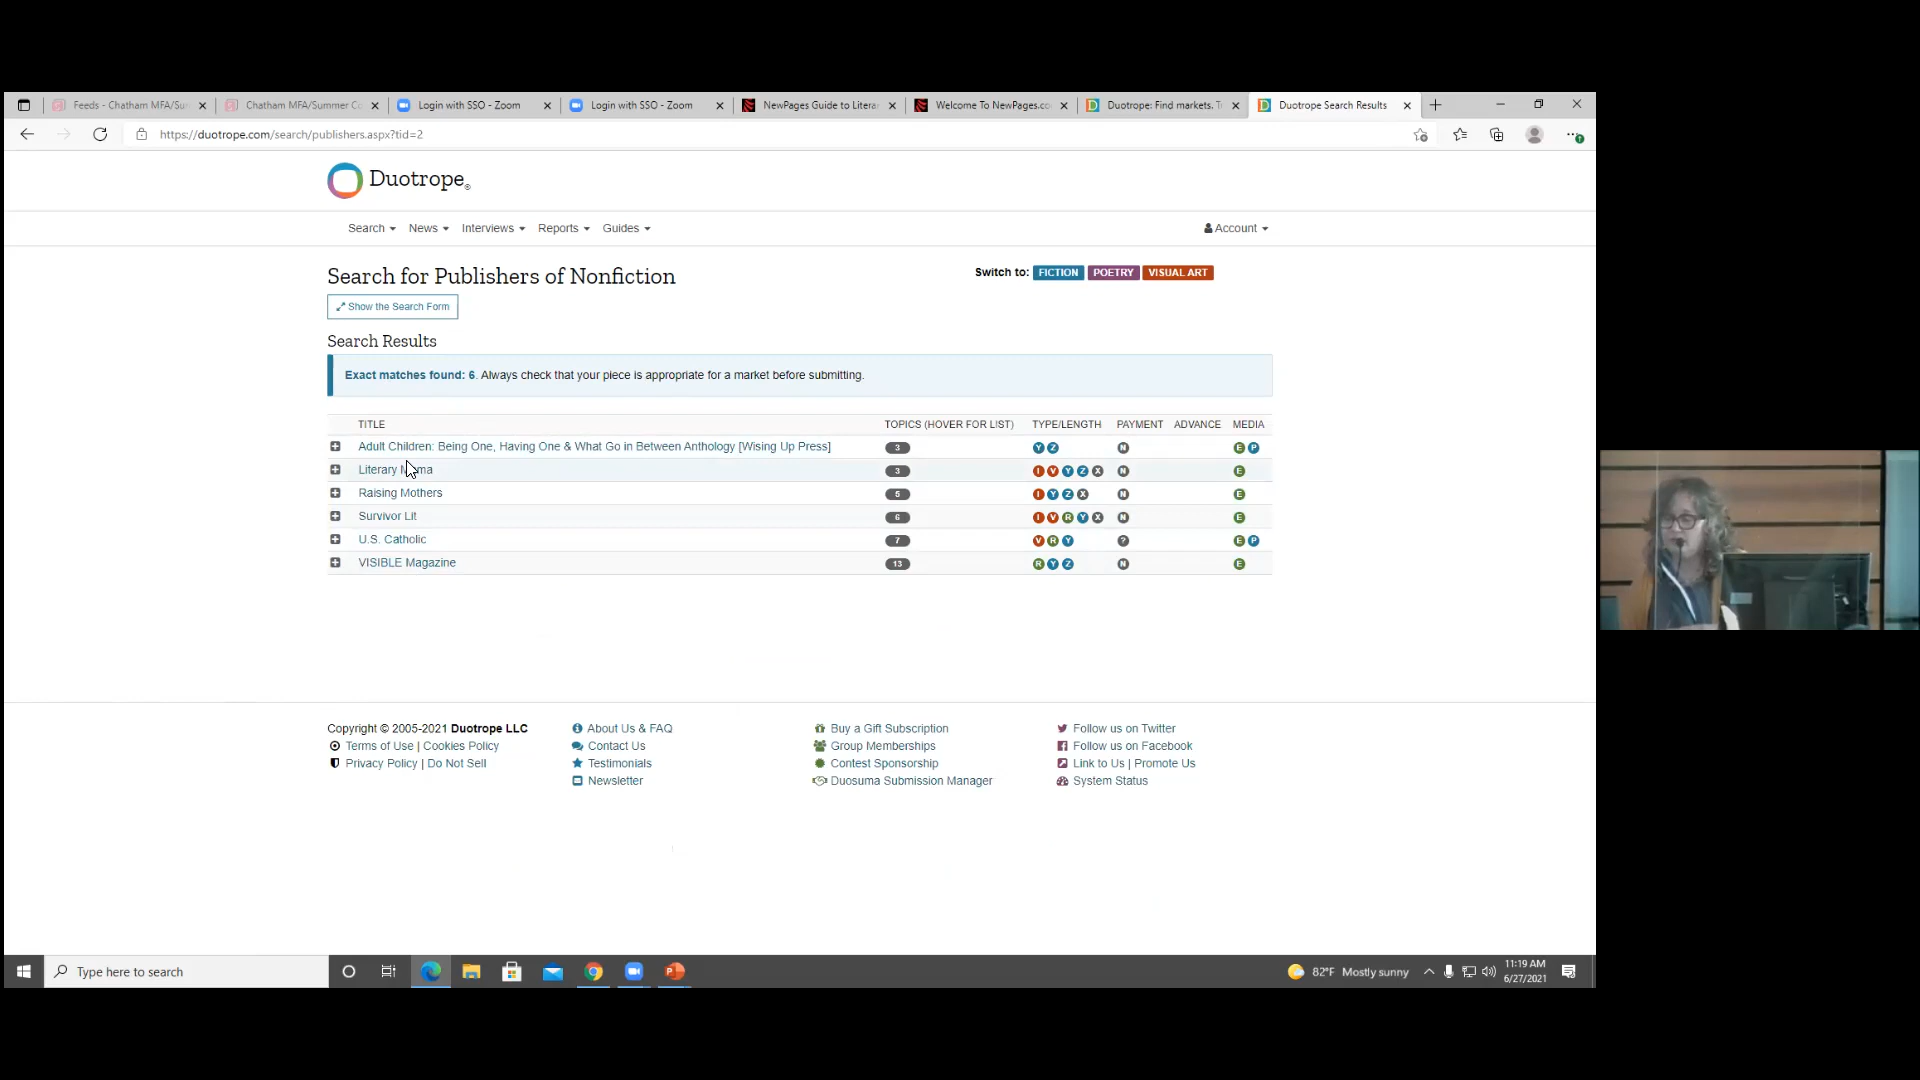 Feeds - Chatham MFA/Su
Chatham MFA/Summer C
Login with SSO - Zoom
Login with SSO - Zoom
NewPages Guide to Litera
Welcome To NewPages.co
Duotrope: Find markets. T
Duotrope Search Results
https://duotrope.com/search/publishers.aspx?tid=2
Duotrope®
Search News Interviews Reports Guides Account
Search for Publishers of Nonfiction
Switch to: FICTION POETRY VISUAL ART
Show the Search Form
Search Results
Exact matches found: 6. Always check that your piece is appropriate for a market before submitting.
TITLE TOPICS (HOVER FOR LIST) TYPE/LENGTH PAYMENT ADVANCE MEDIA
Adult Children: Being One, Having One & What Go in Between Anthology [Wising Up Press] 3 Y Z N E P
Literary Mama 3 I V Y Z X N E
Raising Mothers 5 I Y Z X N E
Survivor Lit 6 I V R Y X N E
U.S. Catholic 7 V R Y ? E P
VISIBLE Magazine 13 R Y Z N E
Copyright © 2005-2021 Duotrope LLC
Terms of Use | Cookies Policy
Privacy Policy | Do Not Sell
About Us & FAQ
Contact Us
Testimonials
Newsletter
Buy a Gift Subscription
Group Memberships
Contest Sponsorship
Duosuma Submission Manager
Follow us on Twitter
Follow us on Facebook
Link to Us | Promote Us
System Status
Type here to search
82°F Mostly sunny
11:19 AM
6/27/2021